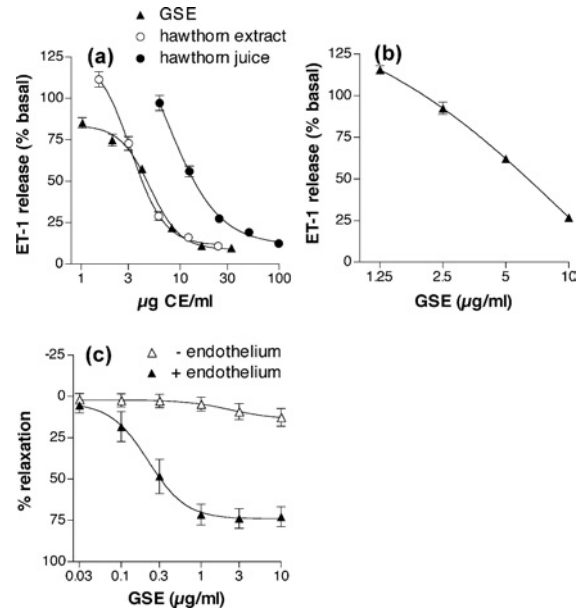 GSE
hawthorn extract
hawthorn juice
(a)
ET-1 release (% basal)
125
100
75
50
25
0
1 3 10 30 100
µg CE/ml
(b)
ET-1 release (% basal)
125
100
75
50
25
0
1.25 2.5 5 10
GSE (µg/ml)
(c)
- endothelium
+ endothelium
% relaxation
-25
0
25
50
75
100
0.03 0.1 0.3 1 3 10
GSE (µg/ml)